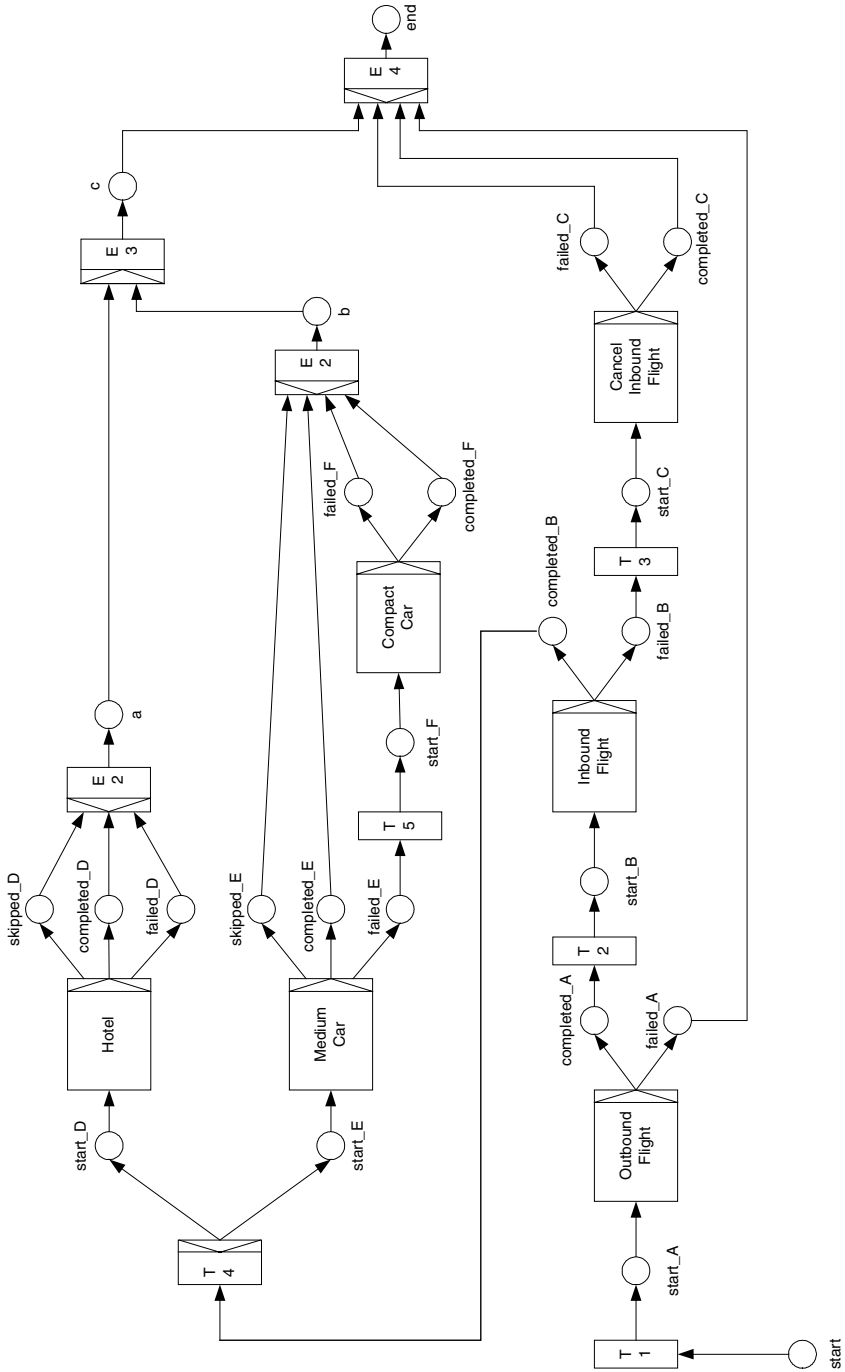 skipped_D
completed_D
failed_D
start_D
Hotel
E
2
a
E
3
c
E
4
end
T
4
start_E
Medium
Car
skipped_E
completed_E
failed_E
T
5
start_F
Compact
Car
failed_F
completed_F
E
2
b
start
T
1
start_A
Outbound
Flight
completed_A
failed_A
T
2
start_B
Inbound
Flight
completed_B
failed_B
T
3
start_C
Cancel
Inbound
Flight
failed_C
completed_C